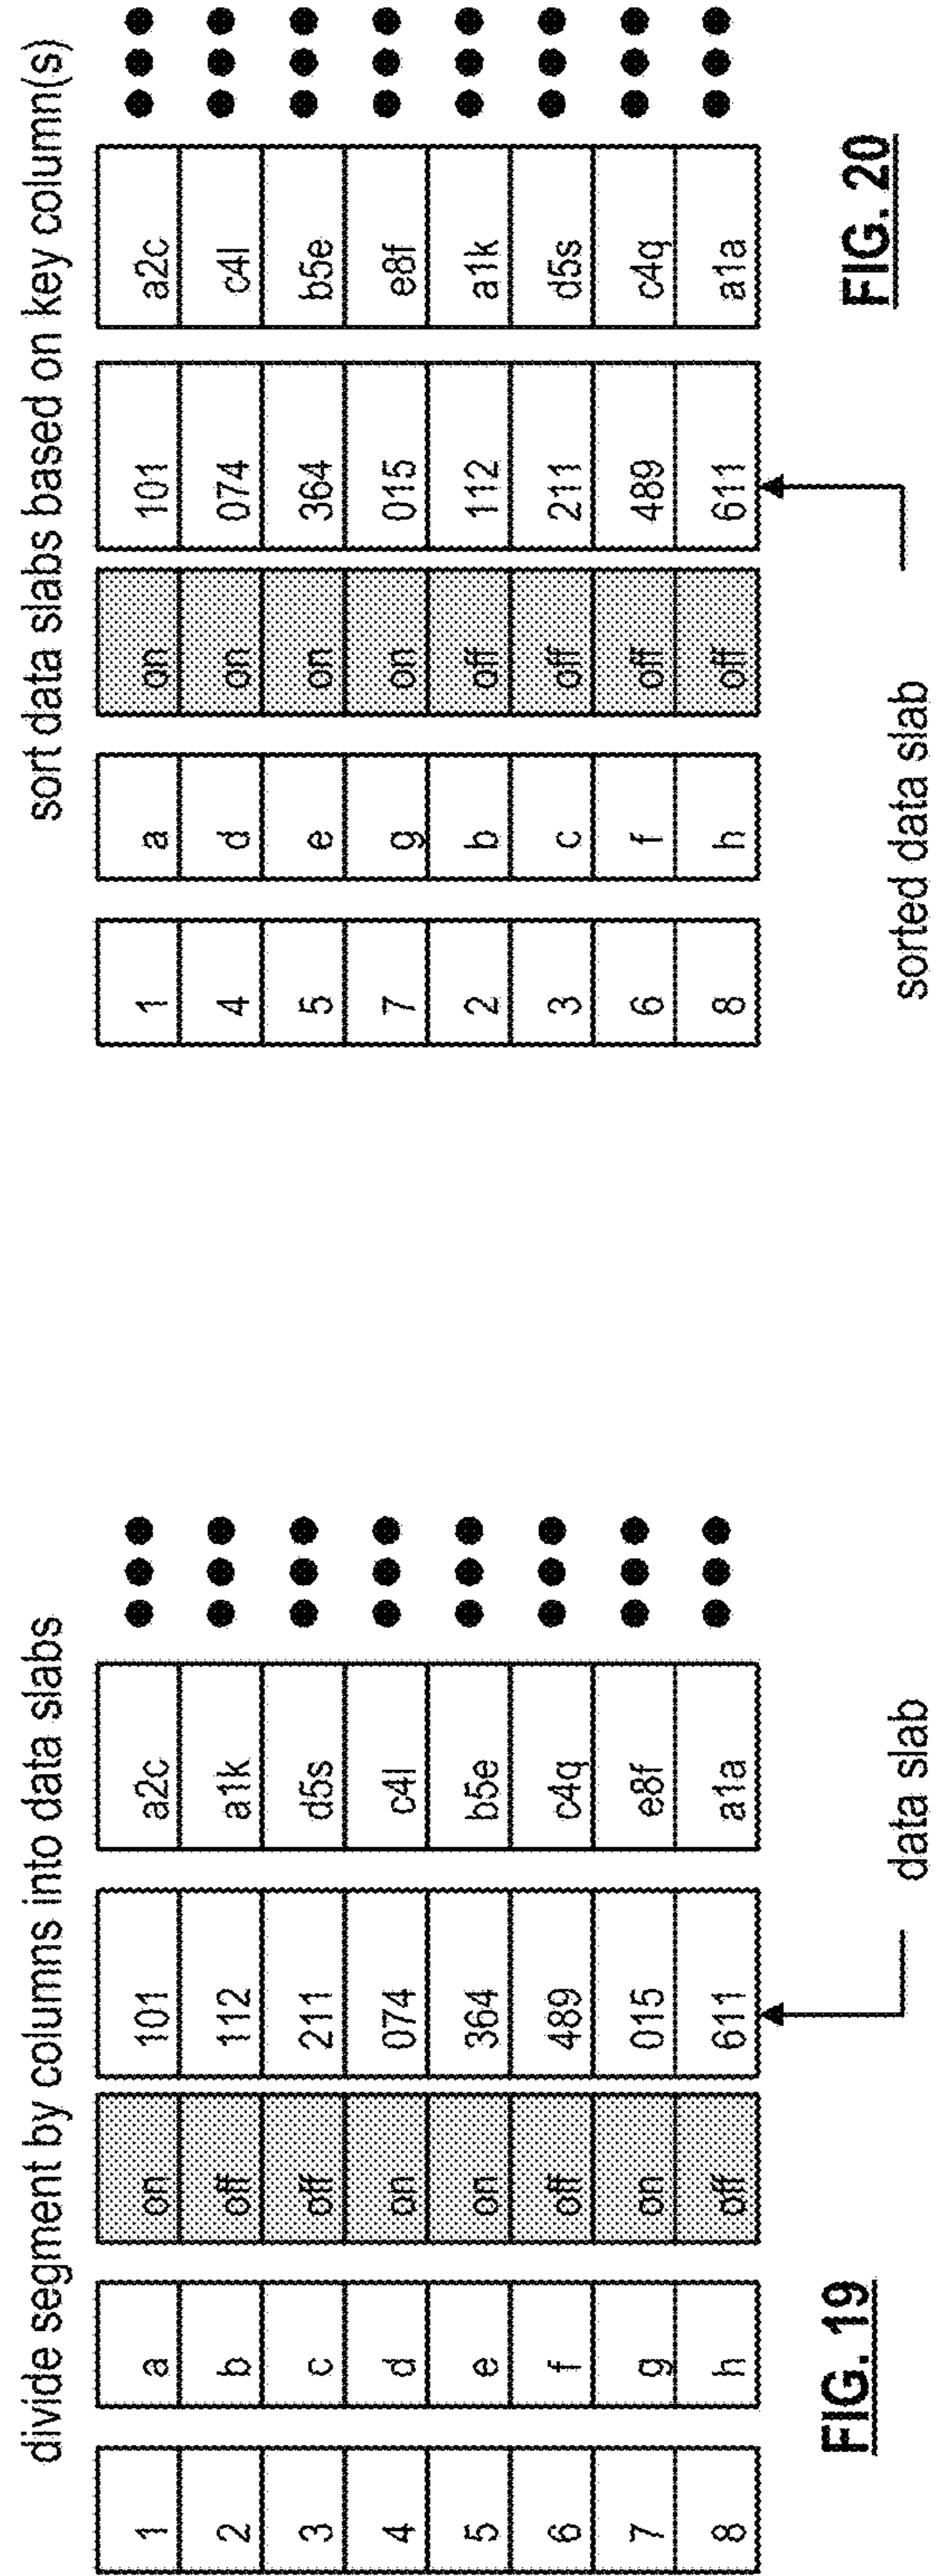 divide segment by columns into data slabs
1 a on 101 a2c
2 b off 112 a1k
3 c off 211 d5s
4 d on 074 c4l
5 e on 364 b5e
6 f off 489 c4q
7 g on 015 e8f
8 h off 611 a1a
data slab
FIG. 19
sort data slabs based on key column(s)
1 a on 101 a2c
4 d on 074 c4l
5 e on 364 b5e
7 g on 015 e8f
2 b off 112 a1k
3 c off 211 d5s
6 f off 489 c4q
8 h off 611 a1a
sorted data slab
FIG. 20